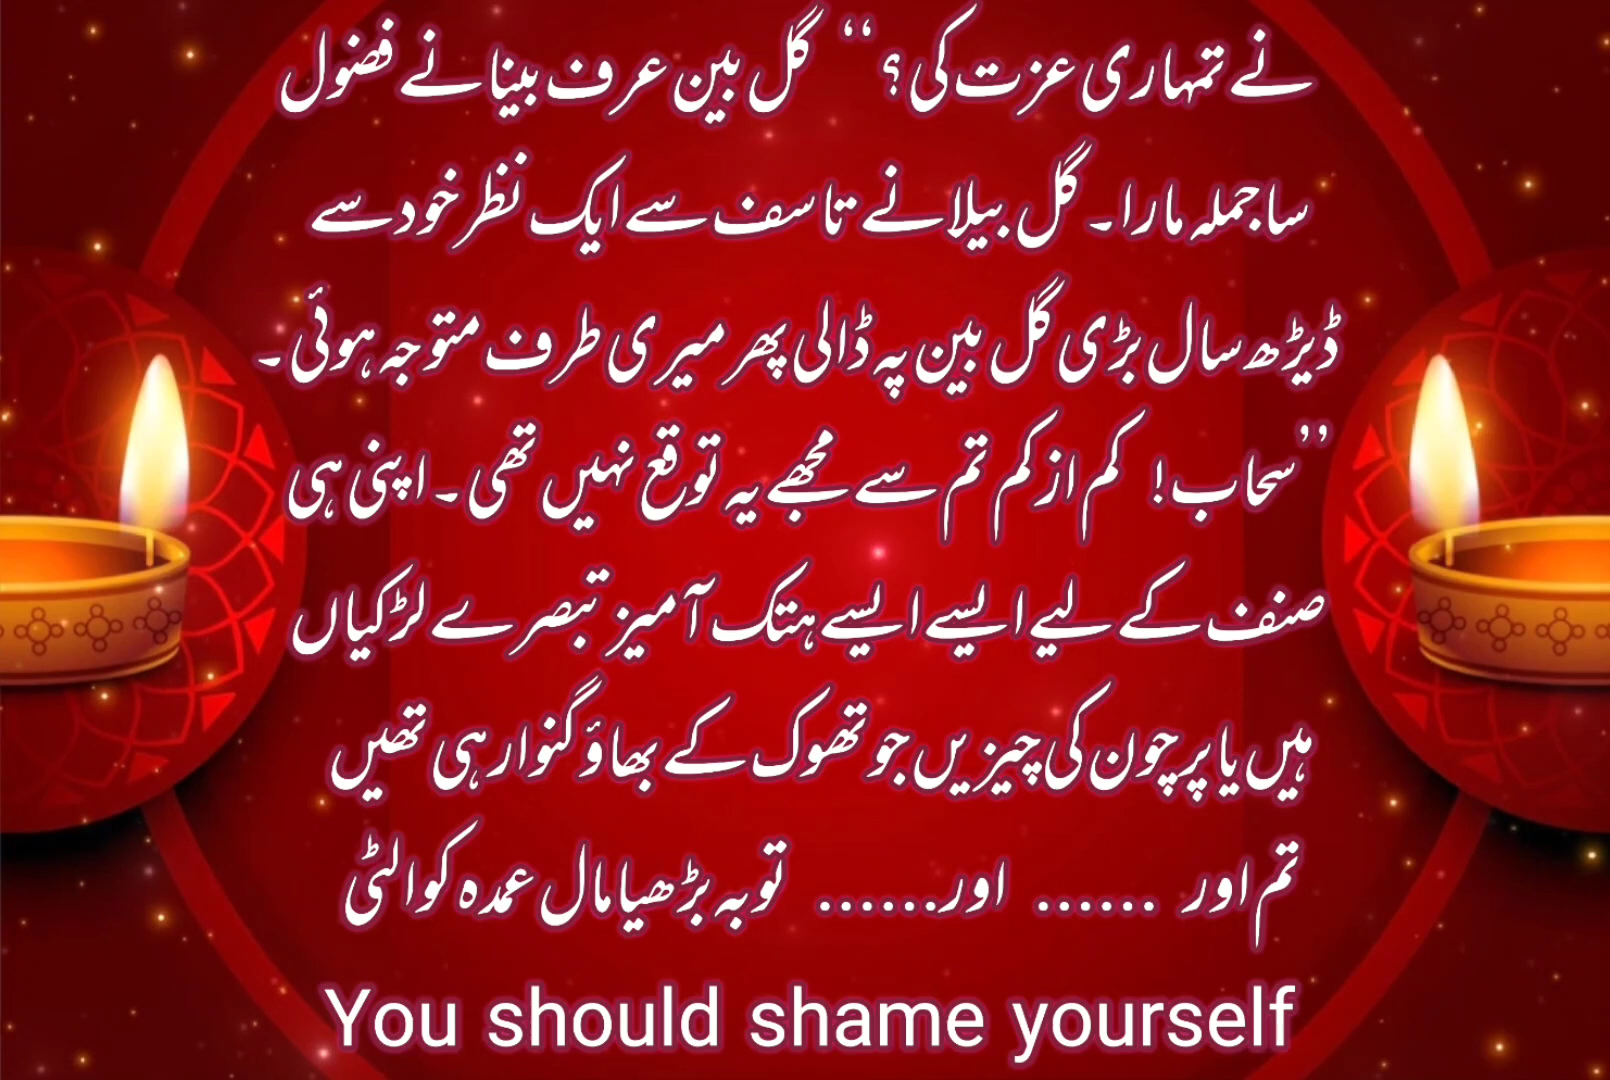 نے تمہاری عزت کی؟‘‘ گل بین عرف بینا نے فضول
سا جملہ مارا۔ گل بیلا نے تاسف سے ایک نظر خود سے
ڈیڑھ سال بڑی گل بین پہ ڈالی پھر میری طرف متوجہ ہوئی۔
’’سحاب! کم از کم تم سے مجھے یہ توقع نہیں تھی۔ اپنی ہی
صنف کے لیے ایسے ایسے ہتک آمیز تبصرے لڑکیاں
ہیں یا پرچون کی چیزیں جو تھوک کے بھاؤ گنوا رہی تھیں
تم اور ...... اور...... توبہ بڑھیا مال عمدہ کوالٹی
You should shame yourself